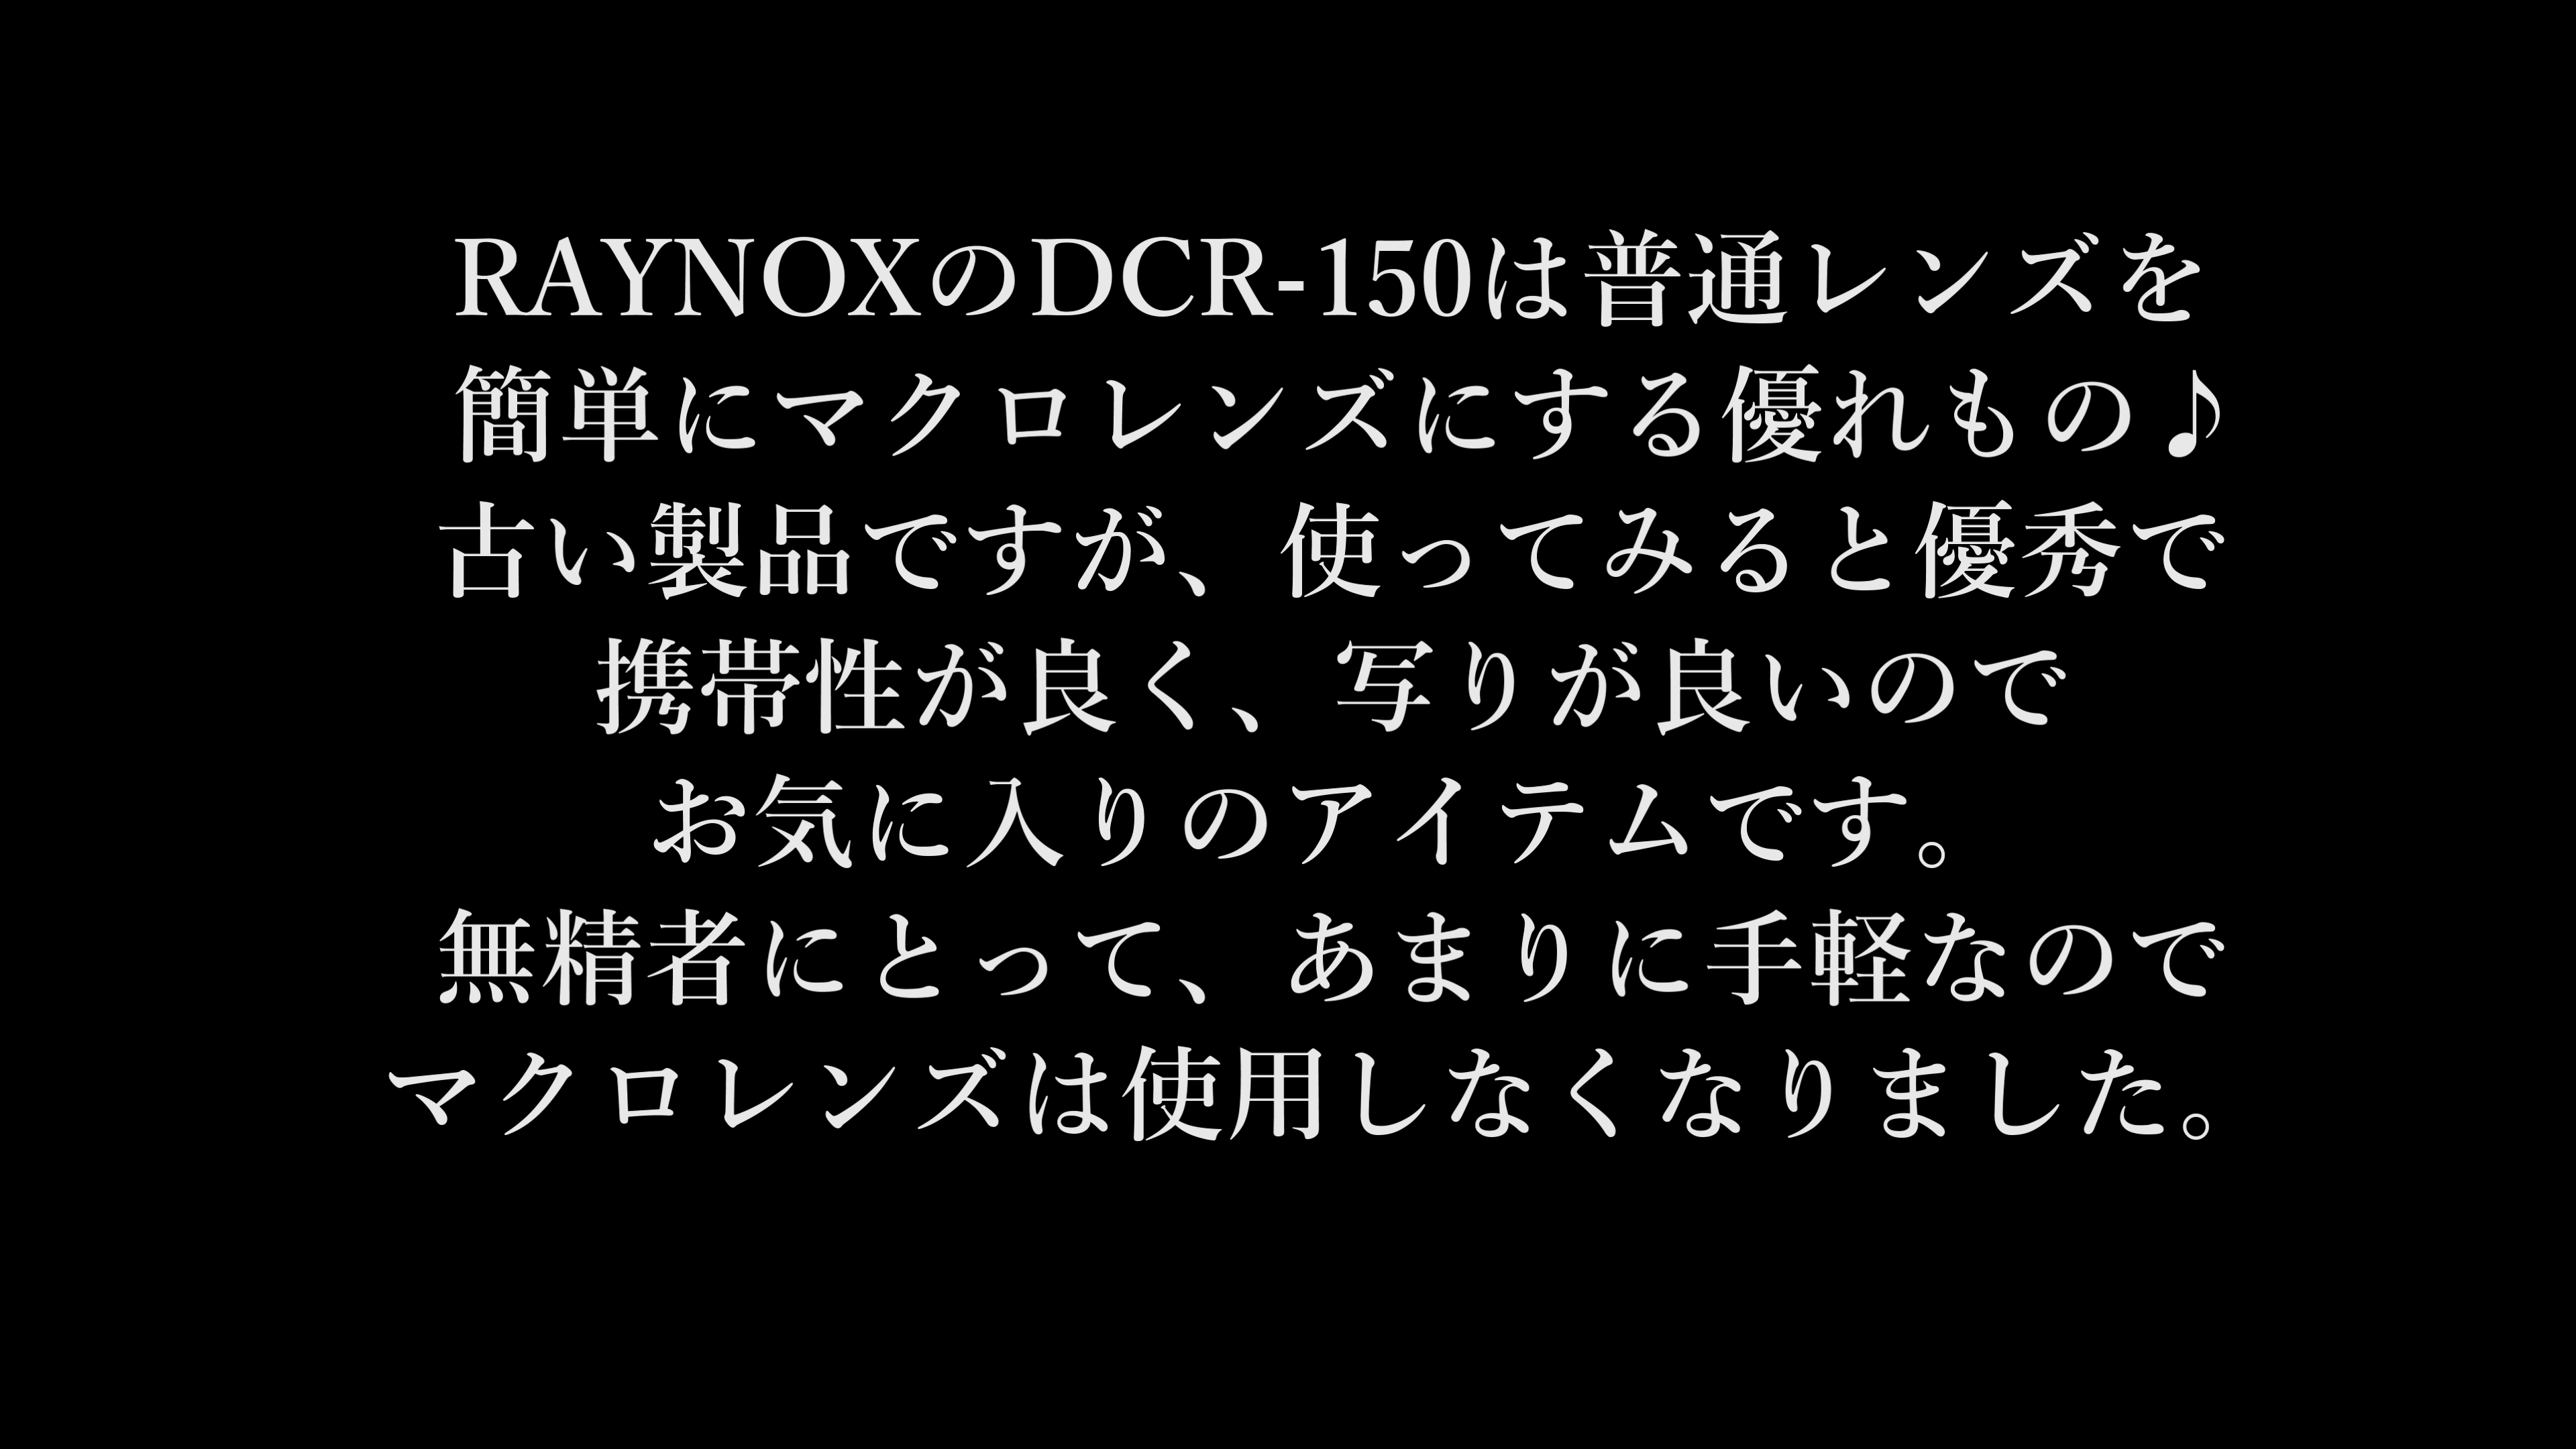 RAYNOXのDCR-150は普通レンズを
簡単にマクロレンズにする優れもの♪
古い製品ですが、使ってみると優秀で
携帯性が良く、写りが良いので
お気に入りのアイテムです。
無精者にとって、あまりに手軽なので
マクロレンズは使用しなくなりました。